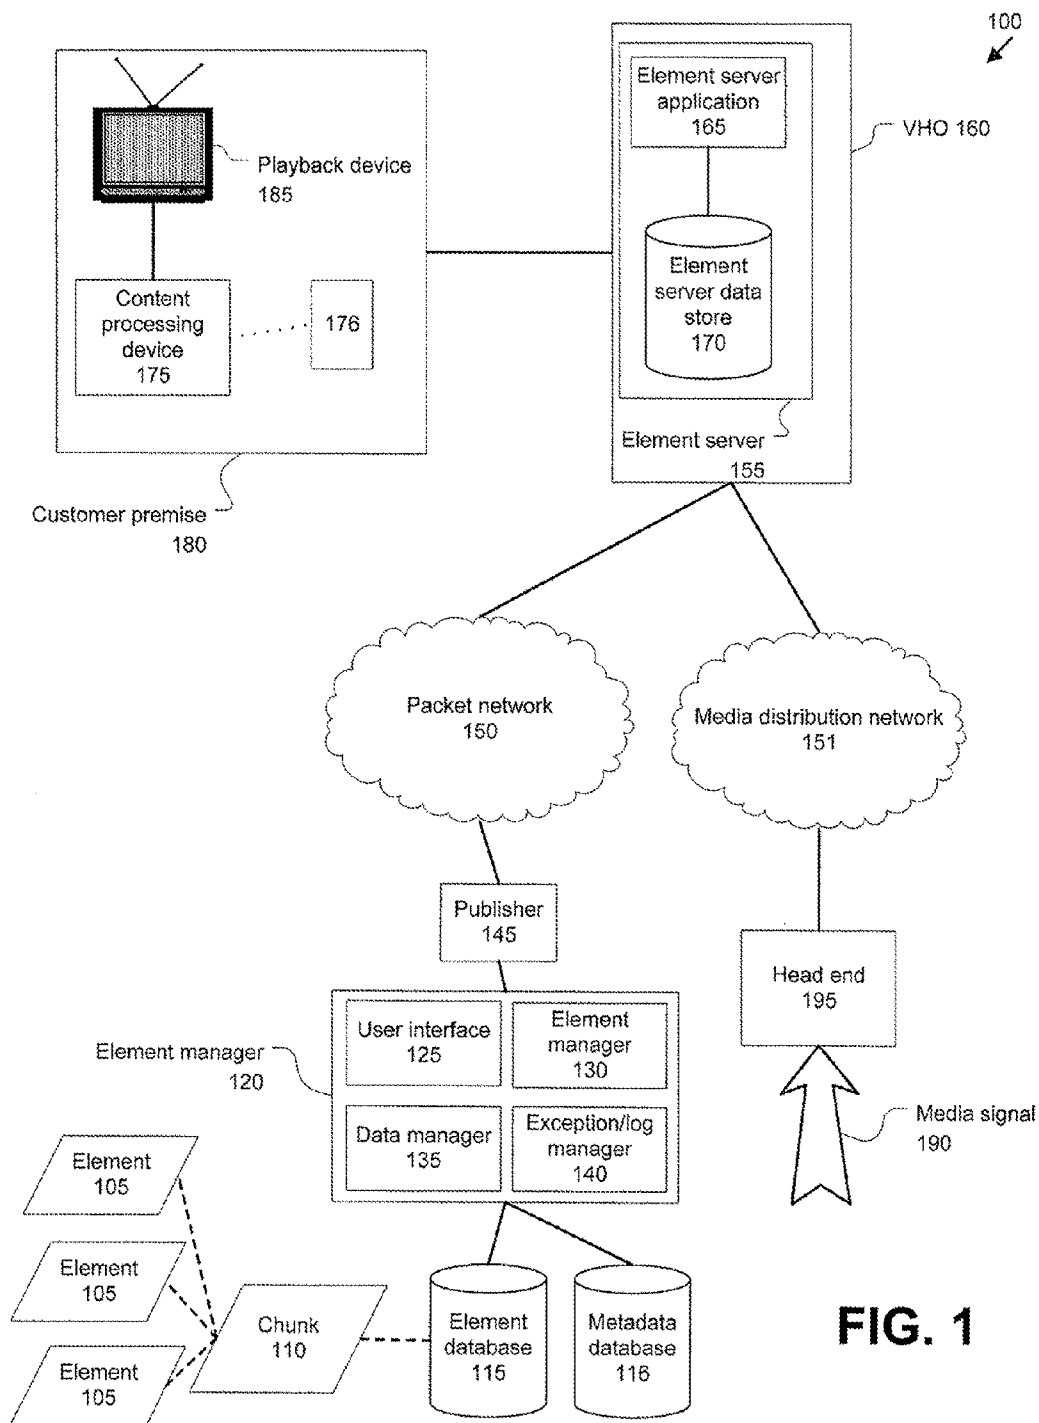 100
Element server
application
165
VHO 160
Playback device
185
Element
server data
store
170
Content
processing
device
175
176
Element server
155
Customer premise
180
Packet network
150
Media distribution network
151
Publisher
145
Head end
195
User interface
125
Element
manager
130
Element manager
120
Data manager
135
Exception/log
manager
140
Media signal
190
Element
105
Element
105
Element
105
Chunk
110
Element
database
115
Metadata
database
116
FIG. 1